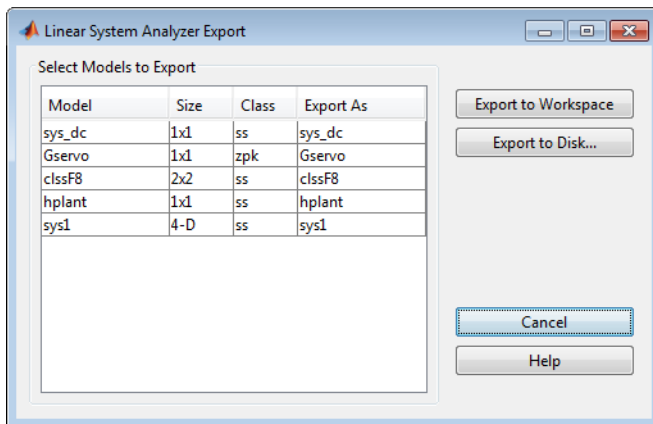 Linear System Analyzer Export
Select Models to Export
Model Size Class Export As
sys_dc 1x1 ss sys_dc
Gservo 1x1 zpk Gservo
clssF8 2x2 ss clssF8
hplant 1x1 ss hplant
sys1 4-D ss sys1
Export to Workspace
Export to Disk...
Cancel
Help